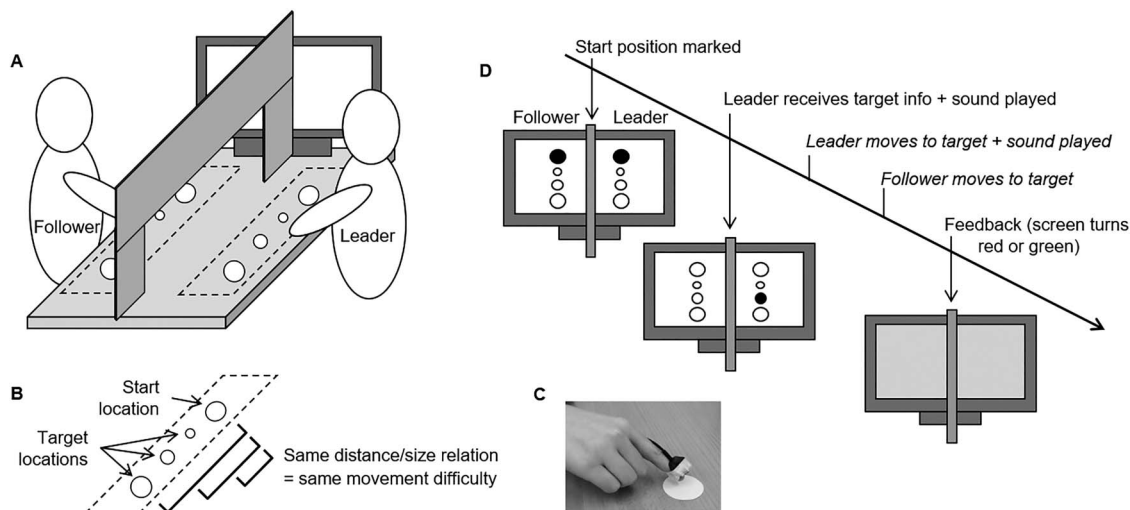 A
Follower
Leader
B
Start
location
Target
locations
Same distance/size relation
= same movement difficulty
C
D
Start position marked
Follower
Leader
Leader receives target info + sound played
Leader moves to target + sound played
Follower moves to target
Feedback (screen turns
red or green)